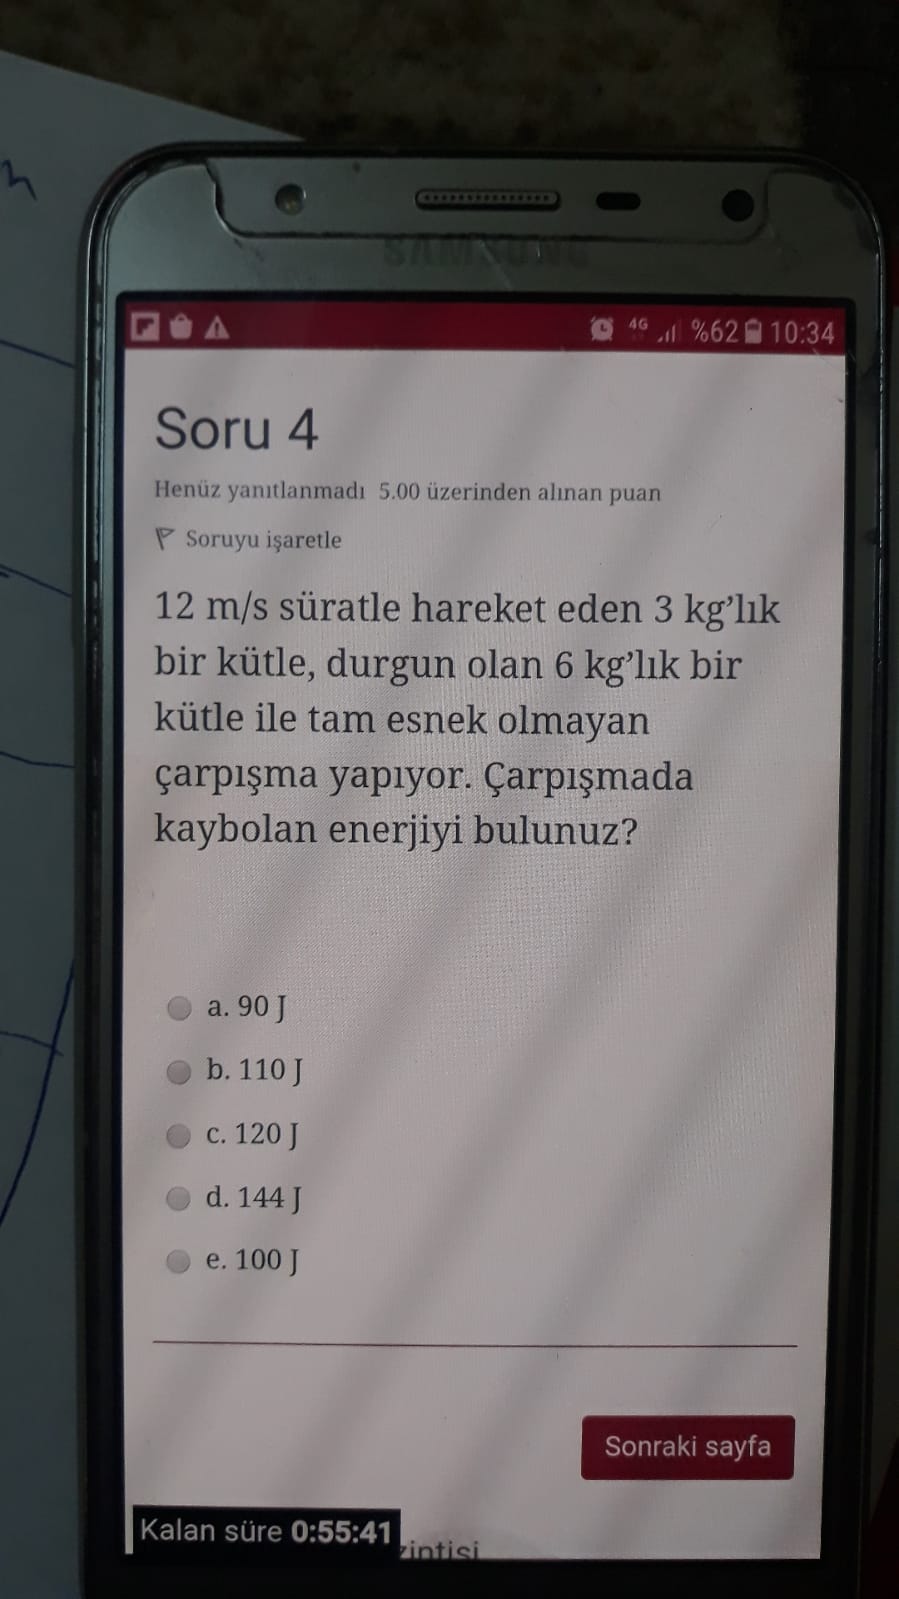 SAMSUNG
4G %62 10:34
Soru 4
Henüz yanıtlanmadı 5.00 üzerinden alınan puan
Soruyu işaretle
12 m/s süratle hareket eden 3 kg’lık
bir kütle, durgun olan 6 kg’lık bir
kütle ile tam esnek olmayan
çarpışma yapıyor. Çarpışmada
kaybolan enerjiyi bulunuz?
a. 90 J
b. 110 J
c. 120 J
d. 144 J
e. 100 J
Sonraki sayfa
Kalan süre 0:55:41